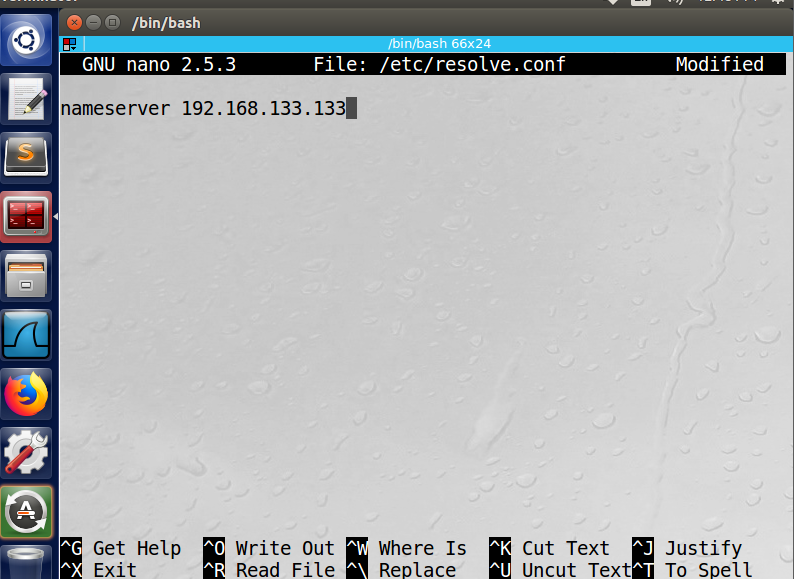 /bin/bash
/bin/bash 66x24
GNU nano 2.5.3 File: /etc/resolve.conf Modified
nameserver 192.168.133.133
^G Get Help ^O Write Out ^W Where Is ^K Cut Text ^J Justify
^X Exit ^R Read File ^\ Replace ^U Uncut Text ^T To Spell